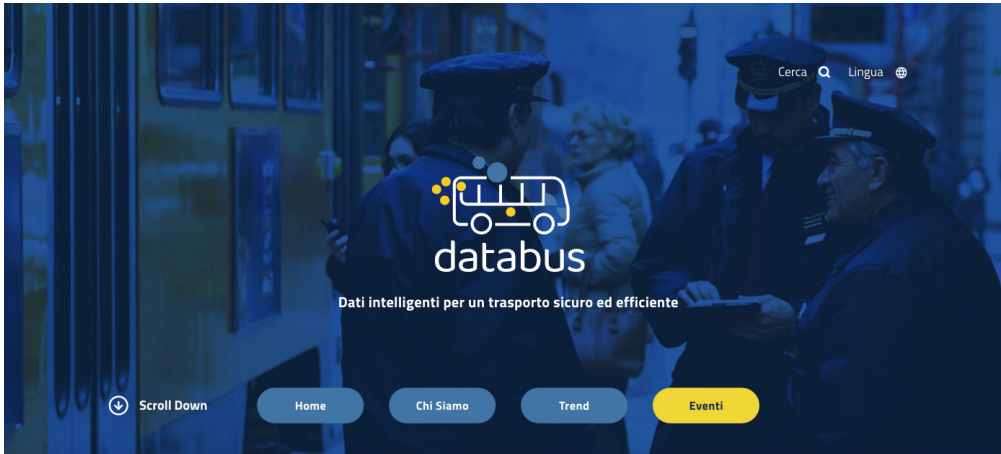 Cerca
Lingua
databus
Dati intelligenti per un trasporto sicuro ed efficiente
Scroll Down
Home
Chi Siamo
Trend
Eventi